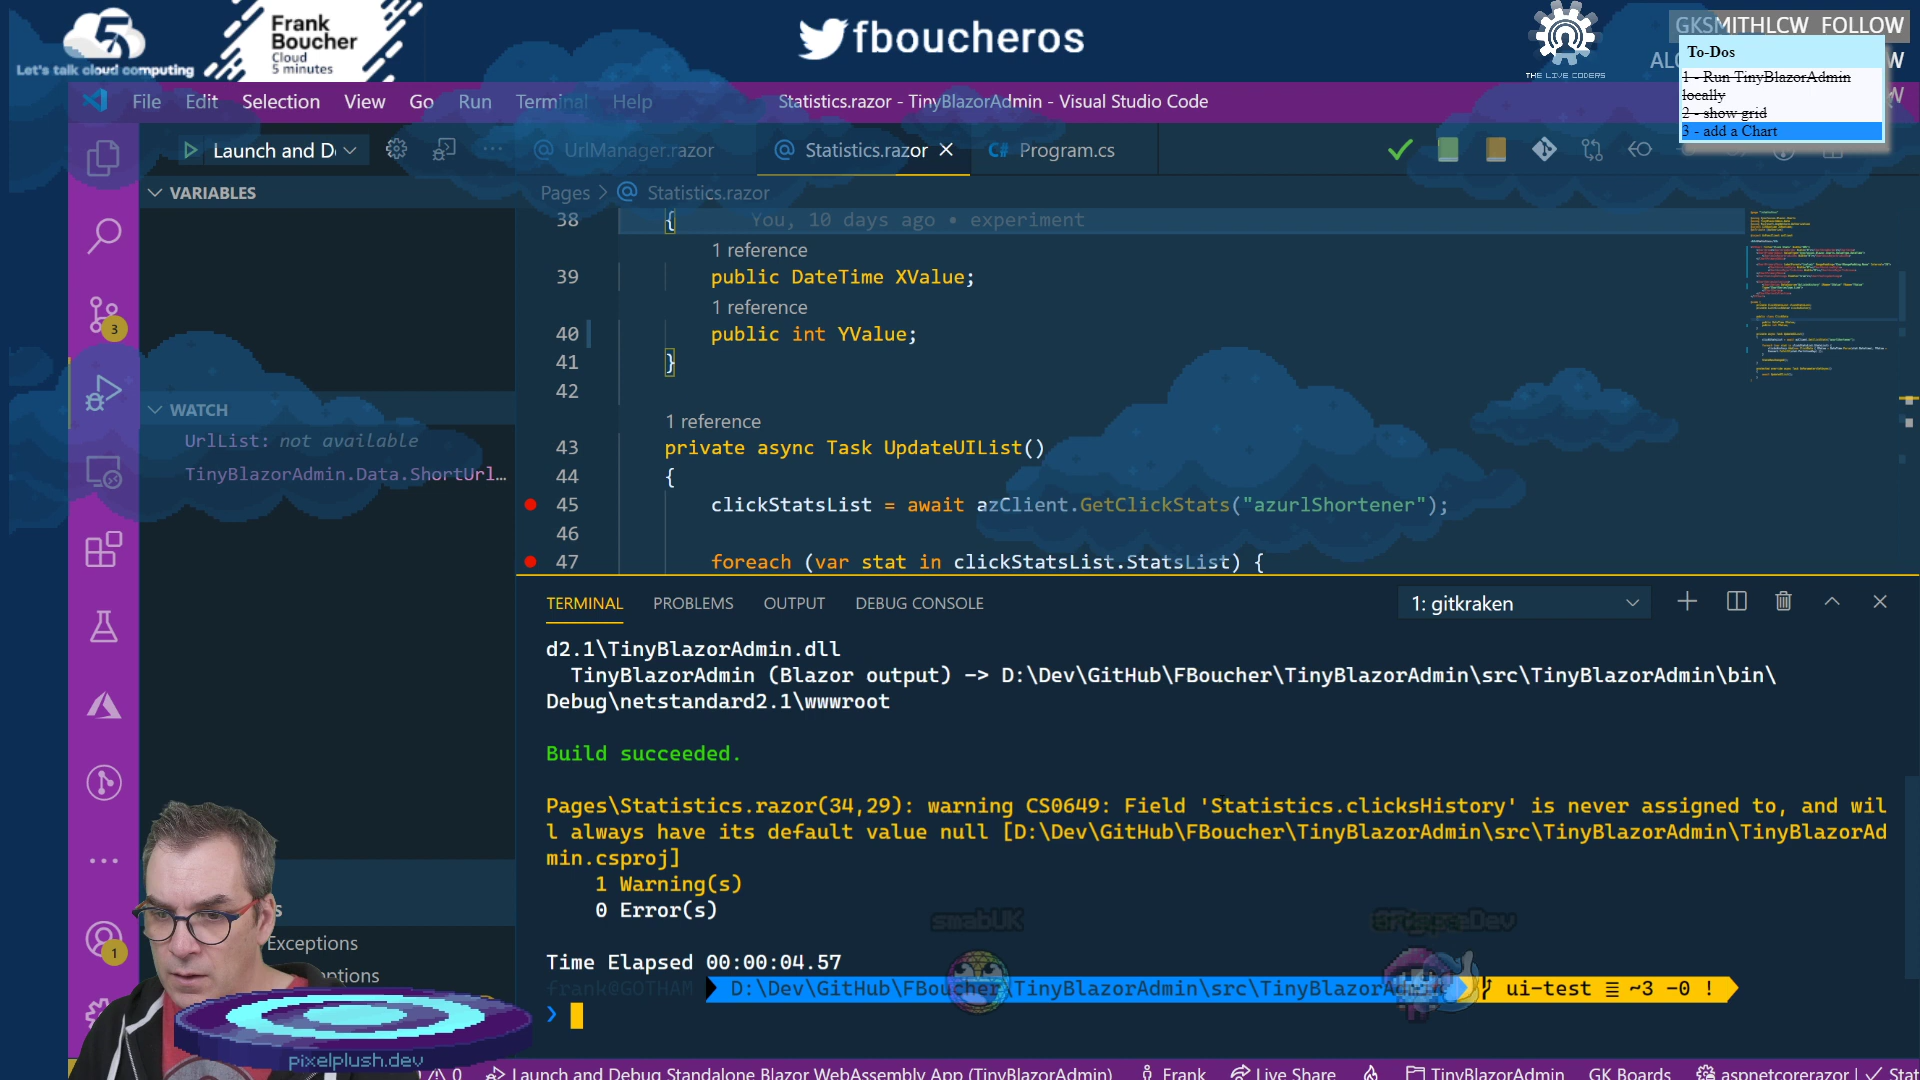 Let's talk cloud computing
5
Frank
Boucher
Cloud
5 minutes
fboucheros
THE LIVE CODERS
GKSMITHLCW FOLLOW
To-Dos
1 - Run TinyBlazorAdmin
locally
2 - show grid
3 - add a Chart
File Edit Selection View Go Run Terminal Help
Statistics.razor - TinyBlazorAdmin - Visual Studio Code
Launch and D
UrlManager.razor
Statistics.razor
C# Program.cs
VARIABLES
Pages > Statistics.razor
38 { You, 10 days ago • experiment
1 reference
39 public DateTime XValue;
1 reference
40 public int YValue;
41 }
42
1 reference
43 private async Task UpdateUIList()
44 {
45 clickStatsList = await azClient.GetClickStats("azurlShortener");
46
47 foreach (var stat in clickStatsList.StatsList) {
3
WATCH
UrlList: not available
TinyBlazorAdmin.Data.ShortUrl…
TERMINAL PROBLEMS OUTPUT DEBUG CONSOLE
1: gitkraken
d2.1\TinyBlazorAdmin.dll
TinyBlazorAdmin (Blazor output) -> D:\Dev\GitHub\FBoucher\TinyBlazorAdmin\src\TinyBlazorAdmin\bin\
Debug\netstandard2.1\wwwroot
Build succeeded.
Pages\Statistics.razor(34,29): warning CS0649: Field 'Statistics.clicksHistory' is never assigned to, and wil
l always have its default value null [D:\Dev\GitHub\FBoucher\TinyBlazorAdmin\src\TinyBlazorAdmin\TinyBlazorAd
min.csproj]
1 Warning(s)
0 Error(s)
smabUK
Time Elapsed 00:00:04.57
frank@GOTHAM D:\Dev\GitHub\FBoucher\TinyBlazorAdmin\src\TinyBlazorAdmin ui-test ≡ ~3 -0 !
❯
1
Exceptions
pixelplush.dev
0 Launch and Debug Standalone Blazor WebAssembly App (TinyBlazorAdmin) Frank Live Share TinyBlazorAdmin GK Boards aspnetcorerazor | Stat